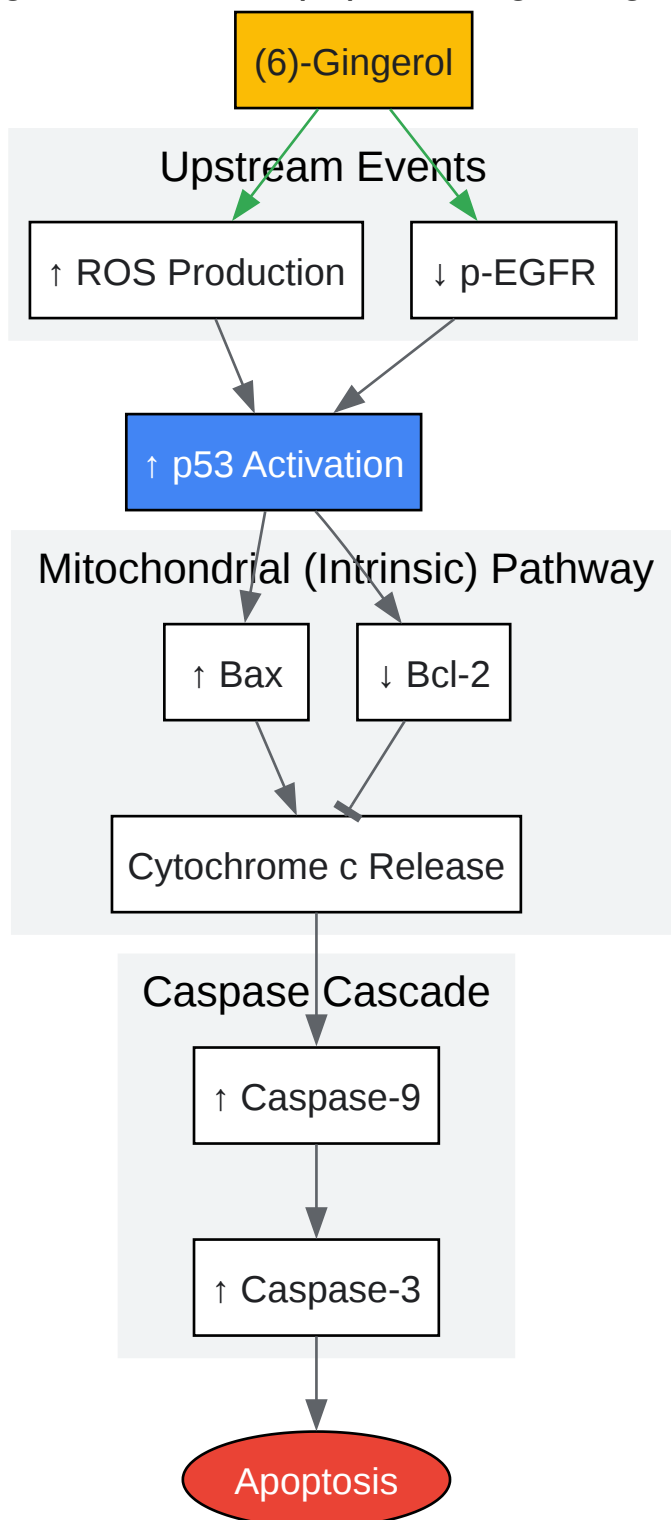 (6)-Gingerol
Upstream Events
↑ ROS Production
↓ p-EGFR
↑ p53 Activation
Mitochondrial (Intrinsic) Pathway
↑ Bax
↓ Bcl-2
Cytochrome c Release
Caspase Cascade
↑ Caspase-9
↑ Caspase-3
Apoptosis